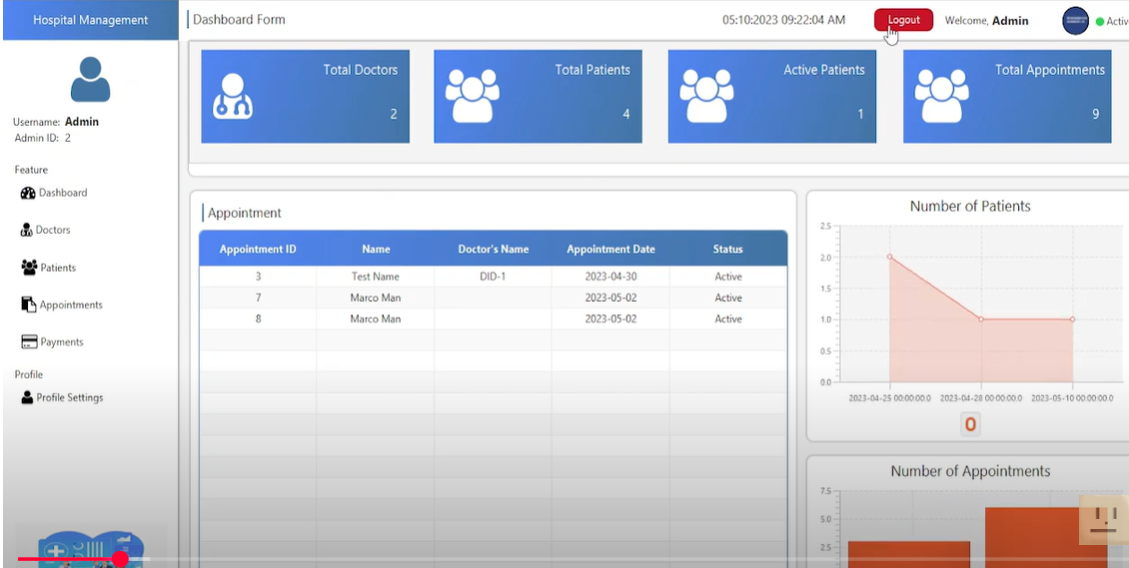 Hospital Management
Dashboard Form
05:10:2023 09:22:04 AM
Logout
Welcome, Admin
Activ
Username: Admin
Admin ID: 2
Feature
Dashboard
Doctors
Patients
Appointments
Payments
Profile
Profile Settings
Total Doctors
2
Total Patients
4
Active Patients
1
Total Appointments
9
Appointment
Appointment ID Name Doctor's Name Appointment Date Status
3 Test Name DID-1 2023-04-30 Active
7 Marco Man 2023-05-02 Active
8 Marco Man 2023-05-02 Active
Number of Patients
2.5
2.0
1.5
1.0
0.5
0.0
2023-04-25 00:00:00.0 2023-04-28 00:00:00.0 2023-05-10 00:00:00.0
O
Number of Appointments
7.5
5.0
2.5